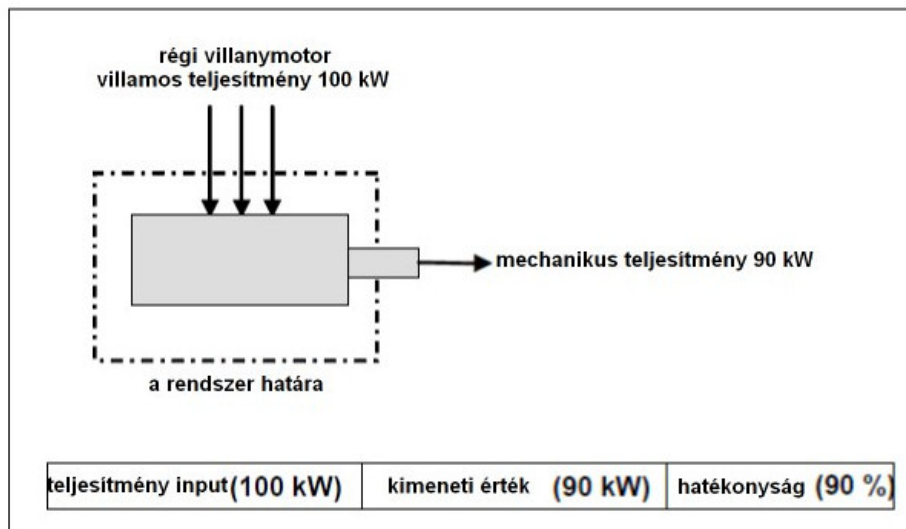 régi villanymotor
villamos teljesítmény 100 kW
mechanikus teljesítmény 90 kW
a rendszer határa
teljesítmény input (100 kW) kimeneti érték (90 kW) hatékonyság (90 %)